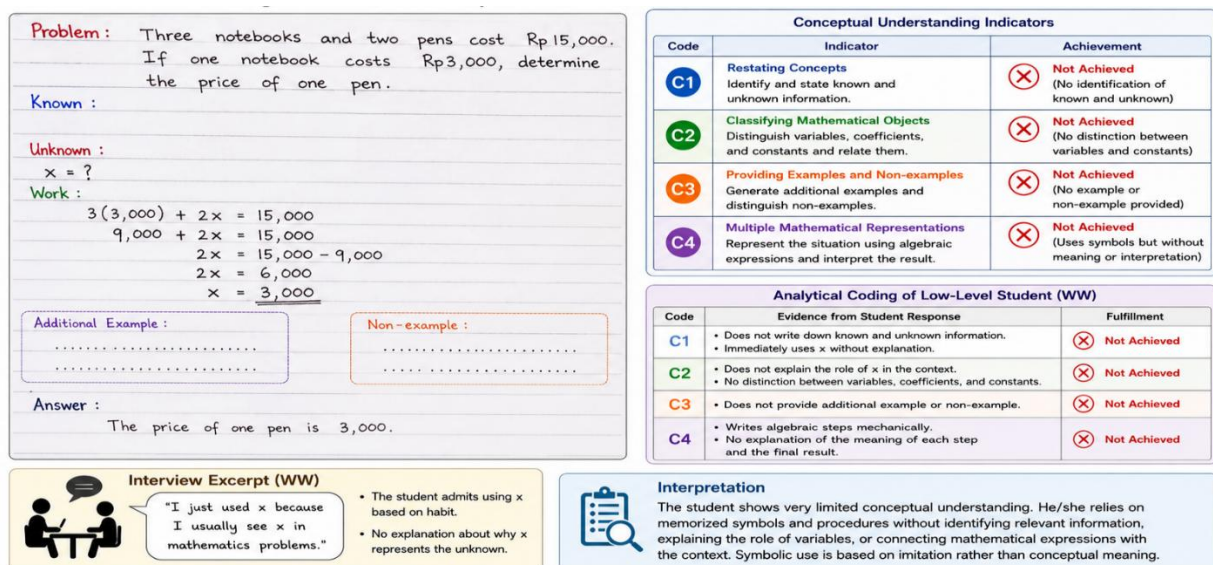 Problem : Three notebooks and two pens cost Rp 15,000.
If one notebook costs Rp3,000, determine
the price of one pen.
Known :
Unknown :
x = ?
Work :
3(3,000) + 2x = 15,000
9,000 + 2x = 15,000
2x = 15,000 – 9,000
2x = 6,000
x = 3,000
Additional Example :
Non-example :
Answer :
The price of one pen is 3,000.
Conceptual Understanding Indicators
Code Indicator Achievement
C1 Restating Concepts
Identify and state known and
unknown information.
Not Achieved
(No identification of
known and unknown)
C2 Classifying Mathematical Objects
Distinguish variables, coefficients,
and constants and relate them.
Not Achieved
(No distinction between
variables and constants)
C3 Providing Examples and Non-examples
Generate additional examples and
distinguish non-examples.
Not Achieved
(No example or
non-example provided)
C4 Multiple Mathematical Representations
Represent the situation using algebraic
expressions and interpret the result.
Not Achieved
(Uses symbols but without
meaning or interpretation)
Analytical Coding of Low-Level Student (WW)
Code Evidence from Student Response Fulfillment
C1 • Does not write down known and unknown information.
• Immediately uses x without explanation.
Not Achieved
C2 • Does not explain the role of x in the context.
• No distinction between variables, coefficients, and constants.
Not Achieved
C3 • Does not provide additional example or non-example.
Not Achieved
C4 • Writes algebraic steps mechanically.
• No explanation of the meaning of each step
and the final result.
Not Achieved
Interview Excerpt (WW)
"I just used x because
I usually see x in
mathematics problems."
• The student admits using x
based on habit.
• No explanation about why x
represents the unknown.
Interpretation
The student shows very limited conceptual understanding. He/she relies on
memorized symbols and procedures without identifying relevant information,
explaining the role of variables, or connecting mathematical expressions with
the context. Symbolic use is based on imitation rather than conceptual meaning.